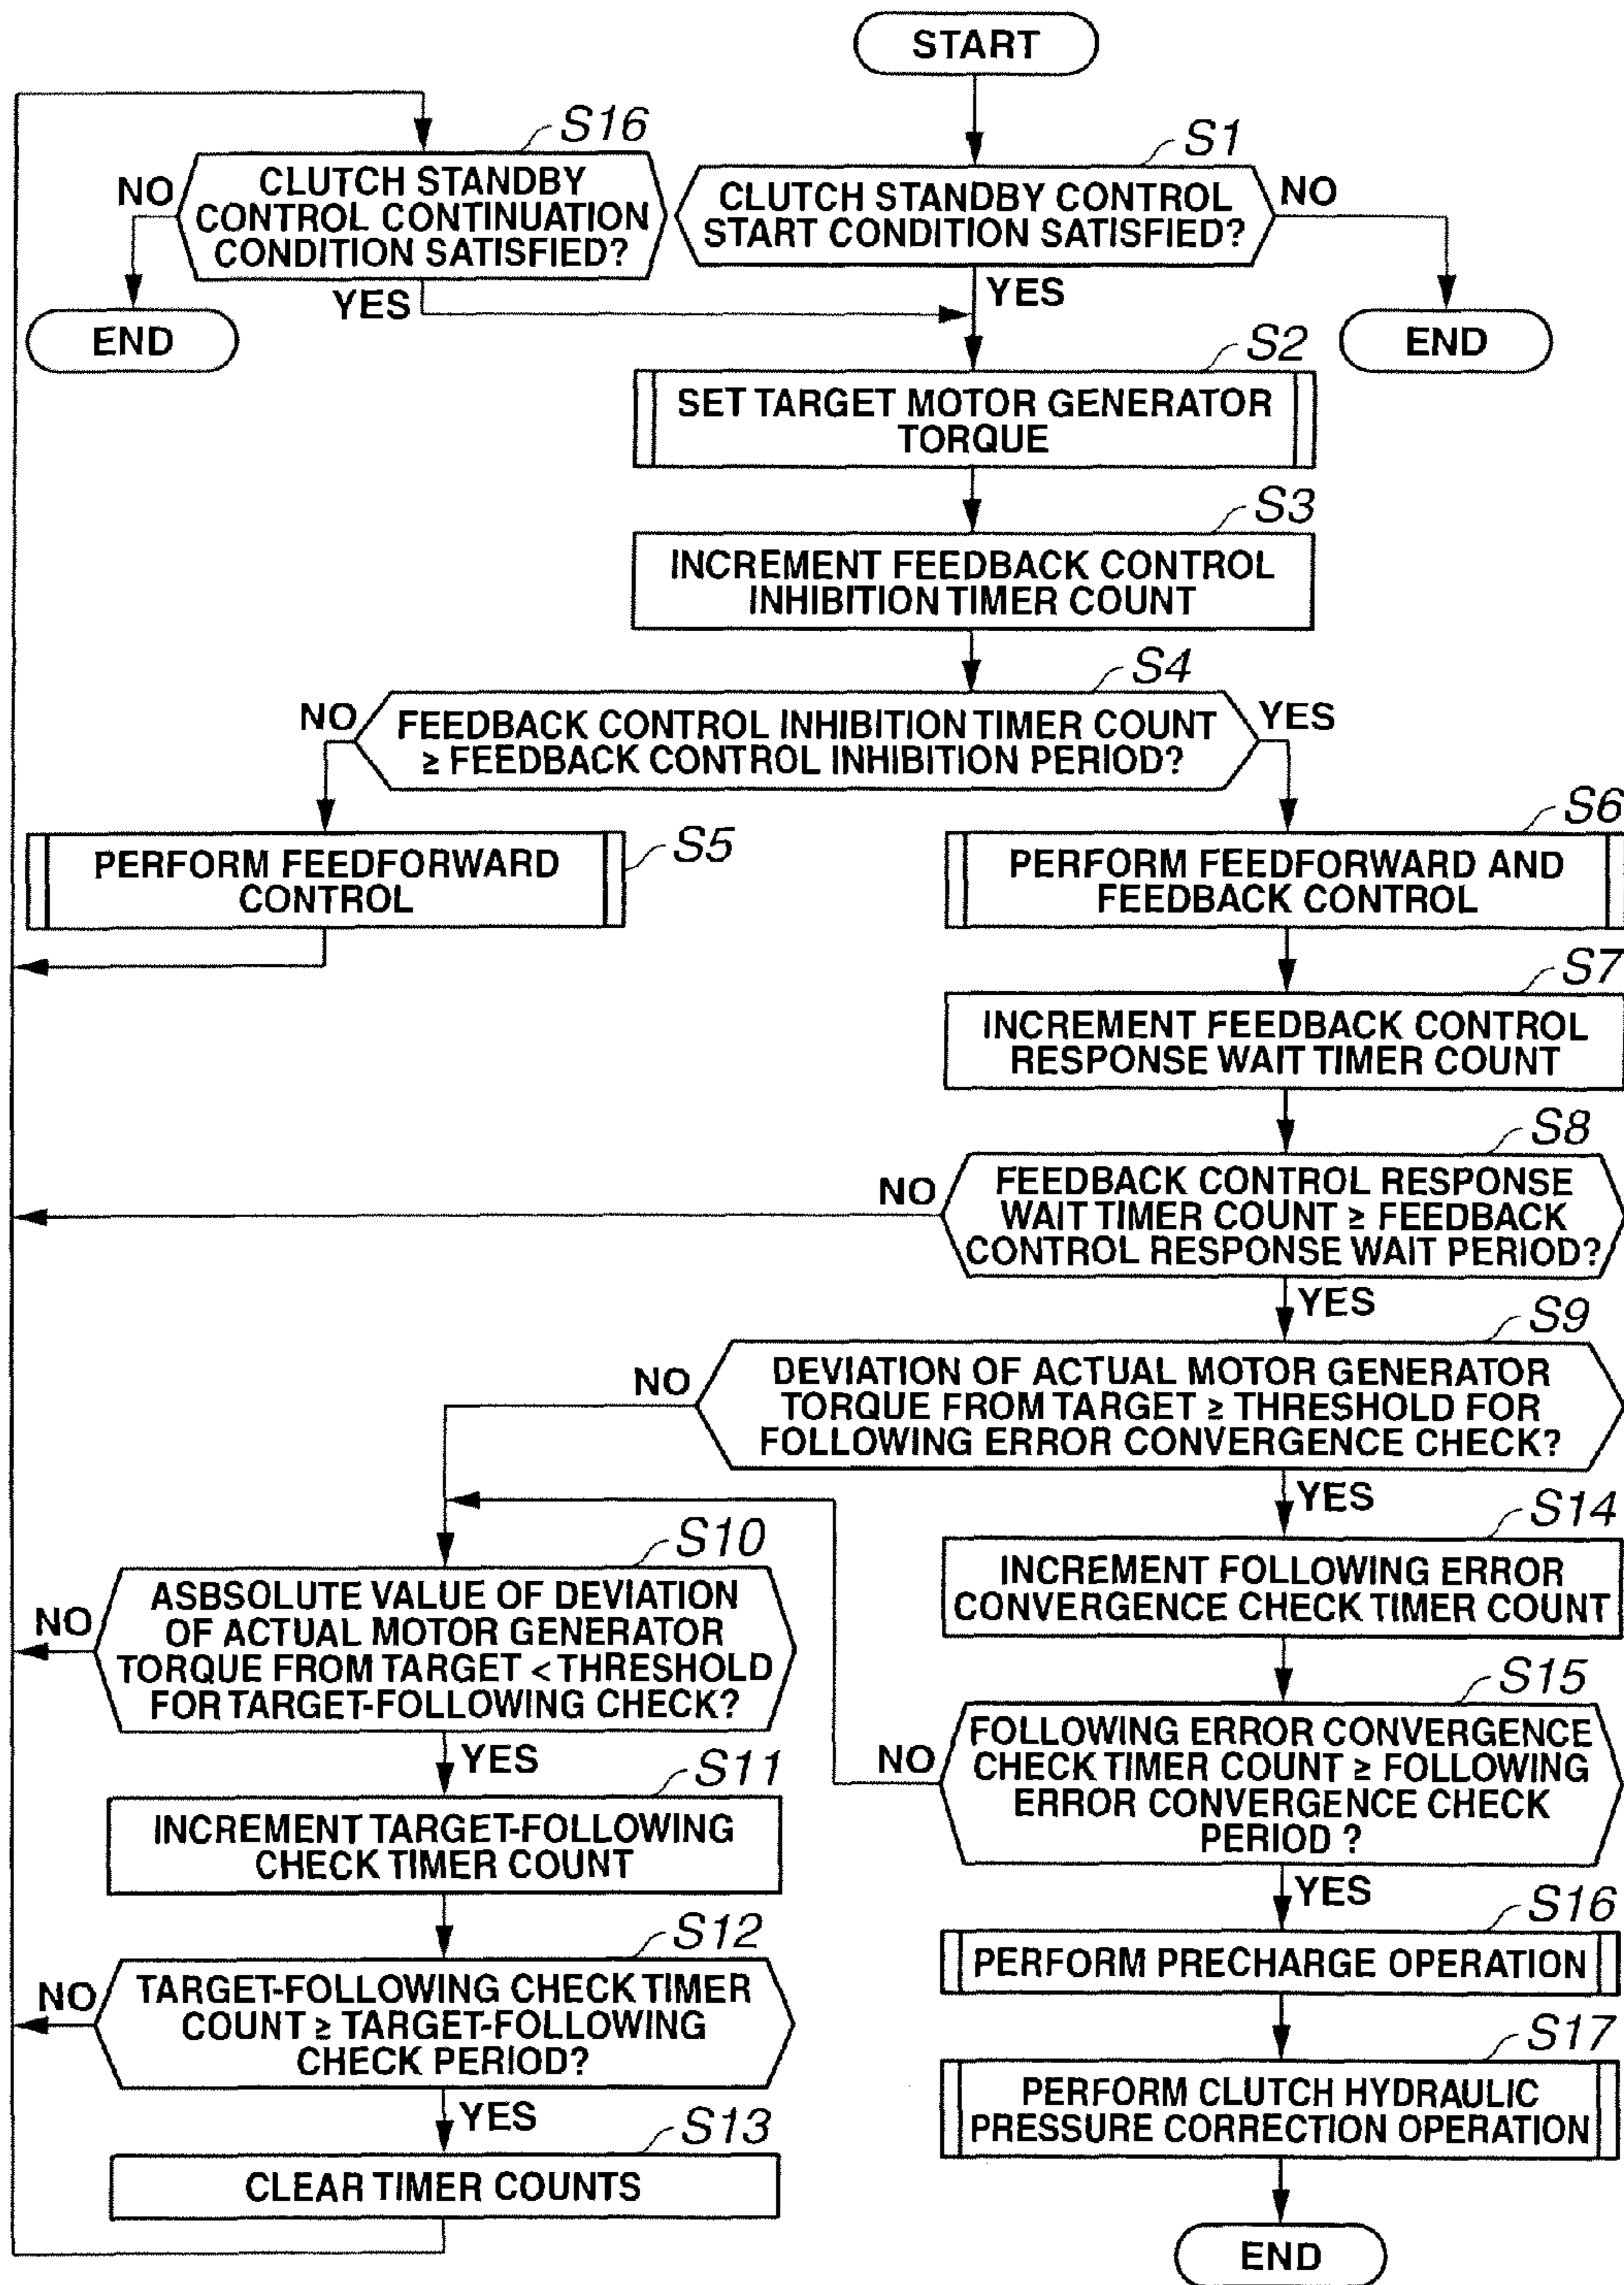 START
S16
CLUTCH STANDBY
CONTROL CONTINUATION
CONDITION SATISFIED?
NO
YES
END
S1
CLUTCH STANDBY CONTROL
START CONDITION SATISFIED?
NO
YES
END
S2
SET TARGET MOTOR GENERATOR
TORQUE
S3
INCREMENT FEEDBACK CONTROL
INHIBITION TIMER COUNT
S4
NO
FEEDBACK CONTROL INHIBITION TIMER COUNT
≥ FEEDBACK CONTROL INHIBITION PERIOD?
YES
S5
PERFORM FEEDFORWARD
CONTROL
S6
PERFORM FEEDFORWARD AND
FEEDBACK CONTROL
S7
INCREMENT FEEDBACK CONTROL
RESPONSE WAIT TIMER COUNT
S8
NO
FEEDBACK CONTROL RESPONSE
WAIT TIMER COUNT ≥ FEEDBACK
CONTROL RESPONSE WAIT PERIOD?
YES
S9
NO
DEVIATION OF ACTUAL MOTOR GENERATOR
TORQUE FROM TARGET ≥ THRESHOLD FOR
FOLLOWING ERROR CONVERGENCE CHECK?
YES
S10
NO
ASBSOLUTE VALUE OF DEVIATION
OF ACTUAL MOTOR GENERATOR
TORQUE FROM TARGET < THRESHOLD
FOR TARGET-FOLLOWING CHECK?
YES
S11
INCREMENT TARGET-FOLLOWING
CHECK TIMER COUNT
S12
NO
TARGET-FOLLOWING CHECK TIMER
COUNT ≥ TARGET-FOLLOWING
CHECK PERIOD?
YES
S13
CLEAR TIMER COUNTS
S14
INCREMENT FOLLOWING ERROR
CONVERGENCE CHECK TIMER COUNT
S15
NO
FOLLOWING ERROR CONVERGENCE
CHECK TIMER COUNT ≥ FOLLOWING
ERROR CONVERGENCE CHECK
PERIOD ?
YES
S16
PERFORM PRECHARGE OPERATION
S17
PERFORM CLUTCH HYDRAULIC
PRESSURE CORRECTION OPERATION
END